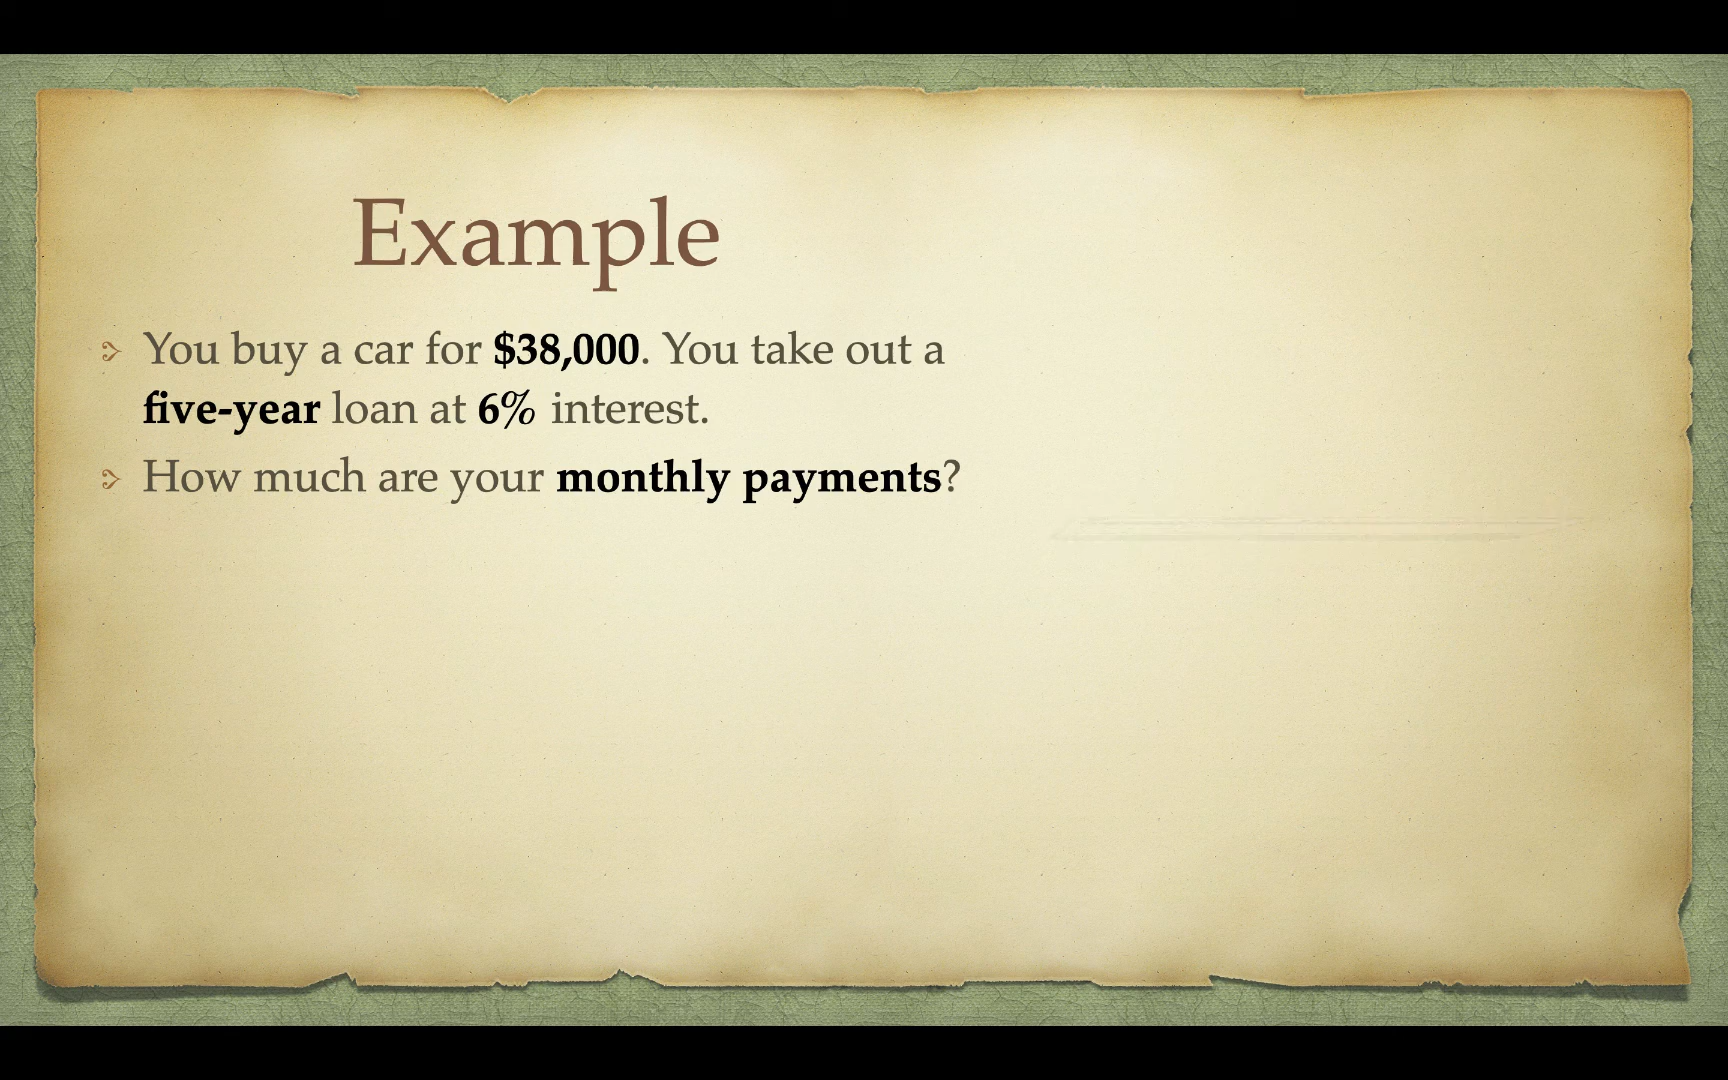 Example
You buy a car for $38,000. You take out a
five-year loan at 6% interest.
How much are your monthly payments?